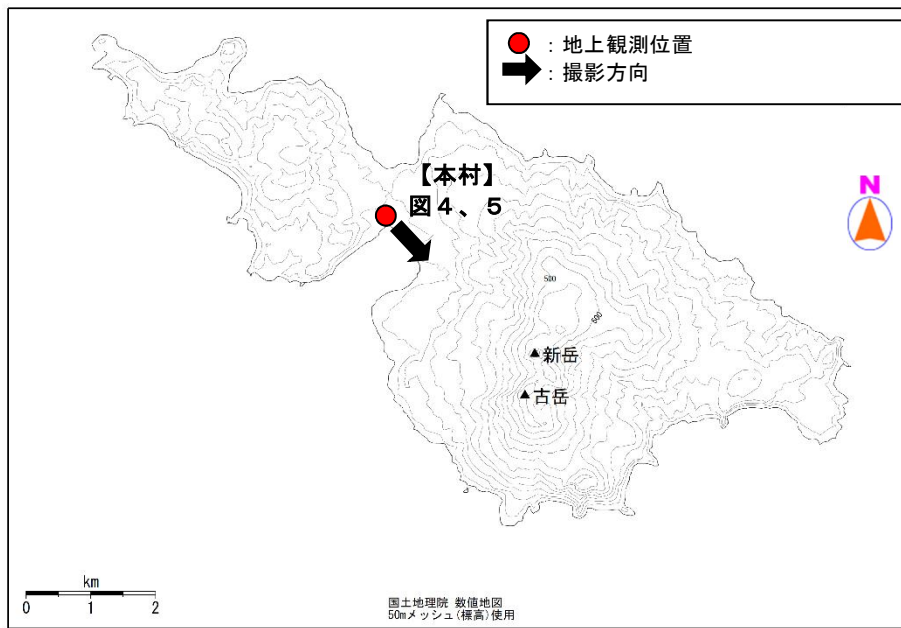 ：地上観測位置
：撮影方向
【本村】
図４、５
N
500
600
▲新岳
▲古岳
km
0 1 2
国土地理院 数値地図
50mメッシュ(標高)使用